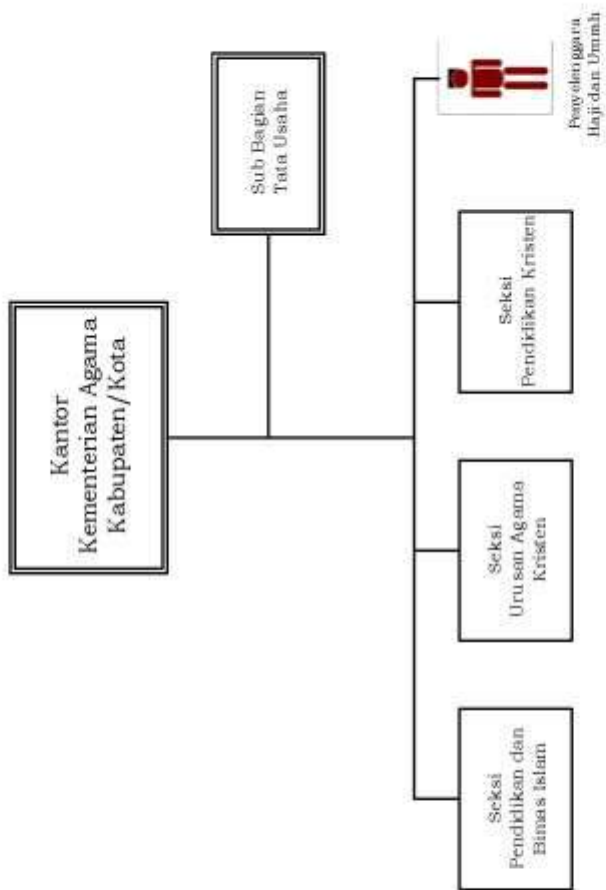 Kantor
Kementerian Agama
Kabupaten/Kota
Sub Bagian
Tata Usaha
Seksi
Pendidikan dan
Bimas Islam
Seksi
Urusan Agama
Kristen
Seksi
Pendidikan Kristen
Penyelenggara
Haji dan Umrah